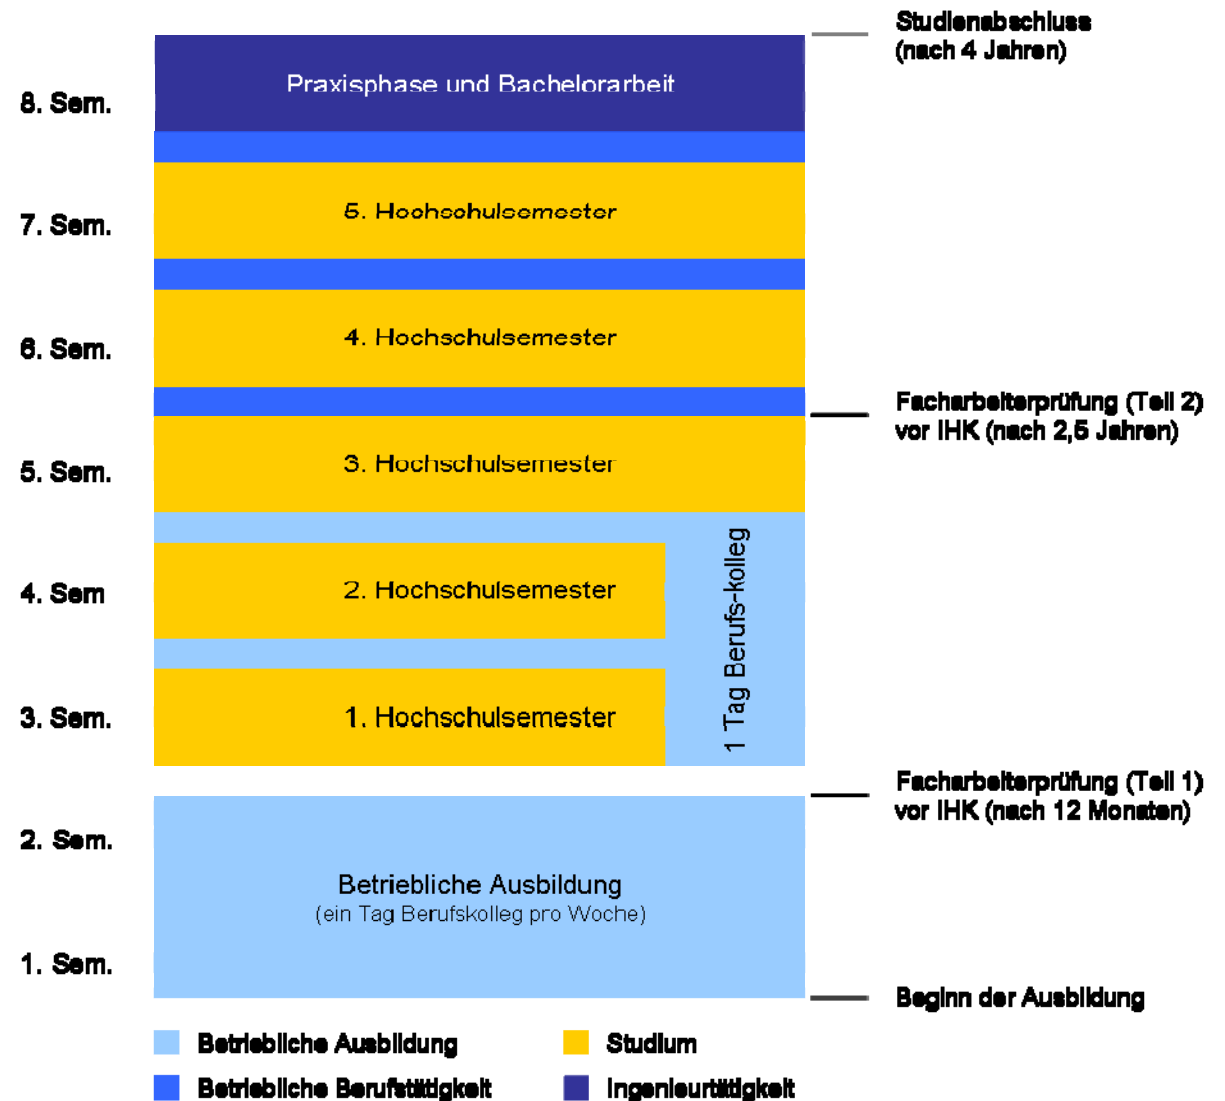 Studienabschluss
(nach 4 Jahren)
Praxisphase und Bachelorarbeit
8. Sem.
5. Hochschulsemester
7. Sem.
4. Hochschulsemester
6. Sem.
Facharbeiterprüfung (Teil 2)
vor IHK (nach 2,5 Jahren)
3. Hochschulsemester
5. Sem.
1 Tag Berufs-kolleg
2. Hochschulsemester
4. Sem
1. Hochschulsemester
3. Sem.
Facharbeiterprüfung (Teil 1)
vor IHK (nach 12 Monaten)
2. Sem.
Betriebliche Ausbildung
(ein Tag Berufskolleg pro Woche)
1. Sem.
Beginn der Ausbildung
Betriebliche Ausbildung
Studium
Betriebliche Berufstätigkeit
Ingenieurtätigkeit